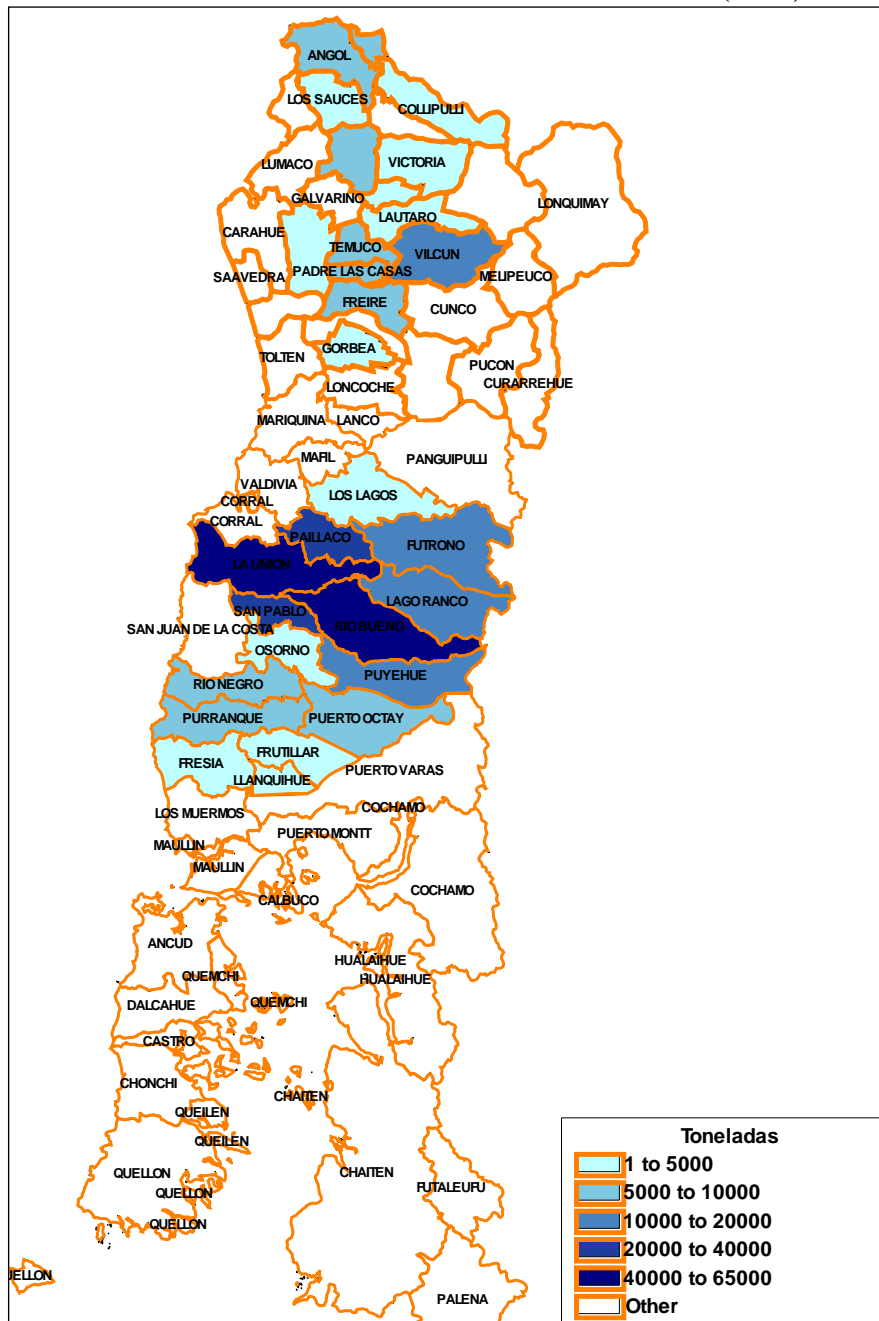 ANGOL
LOS SAUCES
COLLIPULLI
LUMACO
VICTORIA
GALVARINO
LONQUIMAY
LAUTARO
CARAHUE
TEMUCO
VILCUN
SAAVEDRA
PADRE LAS CASAS
MELIPEUCO
FREIRE
CUNCO
GORBEA
TOLTEN
PUCON
CURARREHUE
LONCOCHE
MARIQUINA
LANCO
MAFIL
PANGUIPULLI
VALDIVIA
LOS LAGOS
CORRAL
CORRAL
PAILLACO
FUTRONO
LA UNION
LAGO RANCO
SAN PABLO
SAN JUAN DE LA COSTA
RIO BUENO
OSORNO
PUYEHUE
RIO NEGRO
PURRANQUE
PUERTO OCTAY
FRUTILLAR
FRESIA
PUERTO VARAS
LLANQUIHUE
LOS MUERMOS
COCHAMO
PUERTO MONTT
MAULLIN
MAULLIN
COCHAMO
CALBUCO
ANCUD
HUALAIHUE
QUEMCHI
HUALAIHUE
DALCAHUE
QUEMCHI
CASTRO
CHONCHI
CHAITEN
QUEILEN
QUEILEN
QUELLON
CHAITEN
FUTALEUFU
QUELLON
QUELLON
UELLON
PALENA
Toneladas
1 to 5000
5000 to 10000
10000 to 20000
20000 to 40000
40000 to 65000
Other